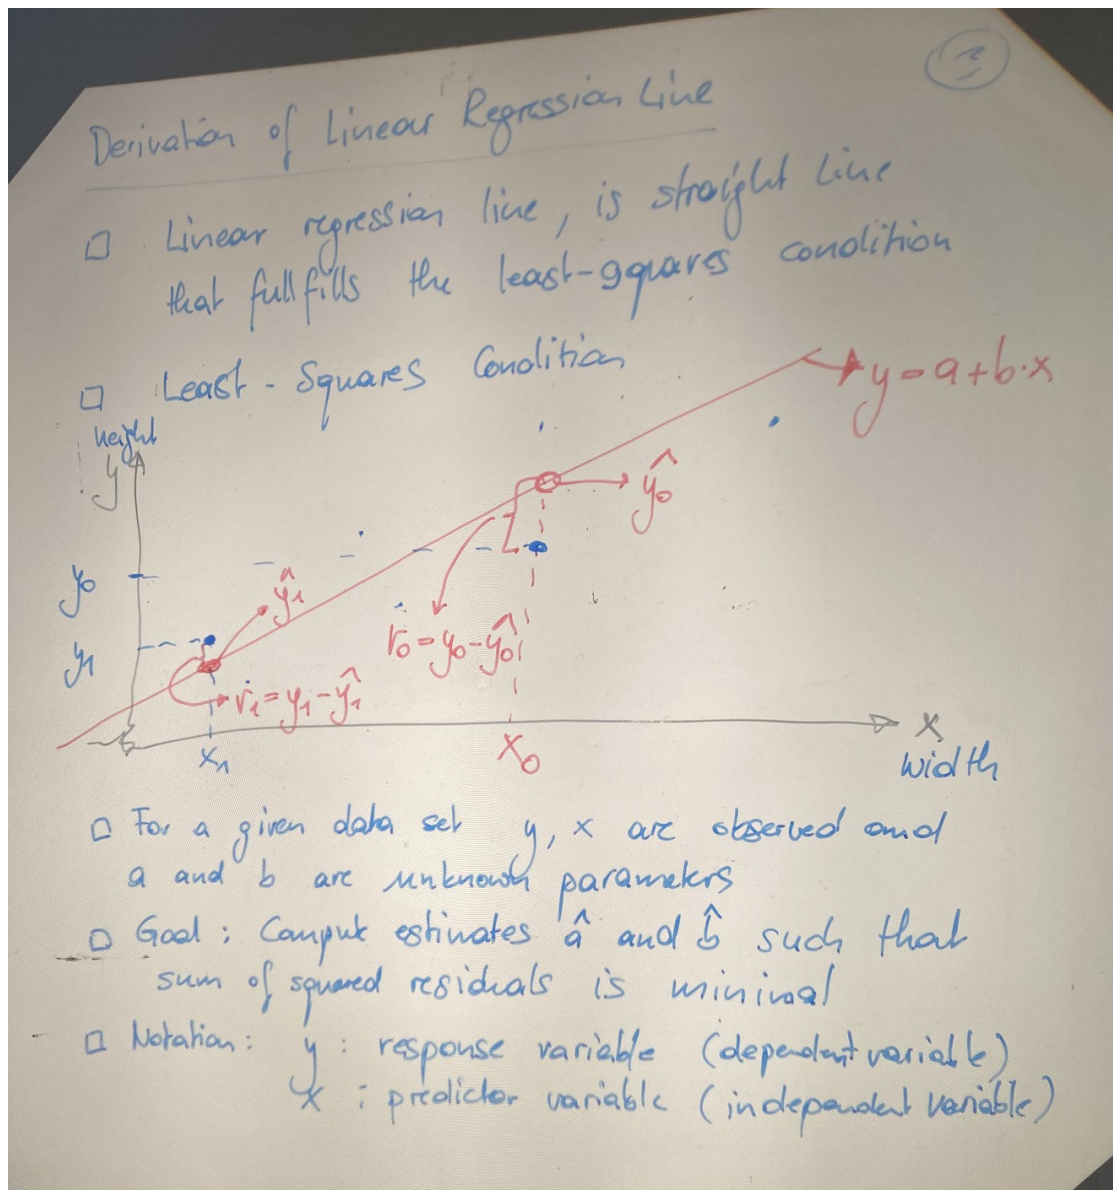 3
Derivation of Linear Regression Line
□ Linear regression line, is straight Line
that fullfills the least-squares condition
□ Least-Squares Condition
y = a+b·x
height
y
ŷ₀
y₀
ŷ₁
r₀ = y₀ - ŷ₀
y₁
r₁ = y₁ - ŷ₁
x
x₁
x₀
width
□ For a given data set y, x are observed and
a and b are unknown parameters
□ Goal: Compute estimates â and b̂ such that
sum of squared residuals is minimal
□ Notation: y : response variable (dependent variable)
x : predictor variable (independent variable)